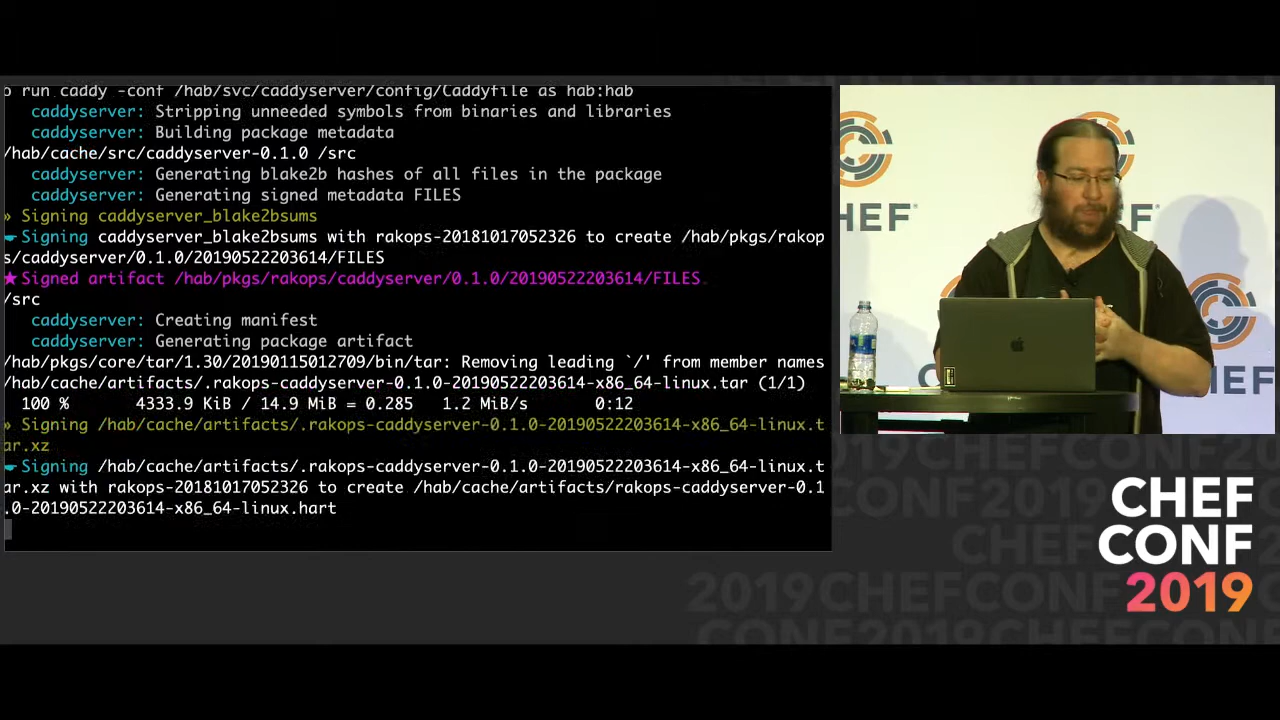 o run caddy -conf /hab/svc/caddyserver/config/Caddyfile as hab:hab
caddyserver: Stripping unneeded symbols from binaries and libraries
caddyserver: Building package metadata
/hab/cache/src/caddyserver-0.1.0 /src
caddyserver: Generating blake2b hashes of all files in the package
caddyserver: Generating signed metadata FILES
» Signing caddyserver_blake2bsums
☛ Signing caddyserver_blake2bsums with rakops-20181017052326 to create /hab/pkgs/rakop
s/caddyserver/0.1.0/20190522203614/FILES
★ Signed artifact /hab/pkgs/rakops/caddyserver/0.1.0/20190522203614/FILES.
/src
caddyserver: Creating manifest
caddyserver: Generating package artifact
/hab/pkgs/core/tar/1.30/20190115012709/bin/tar: Removing leading `/' from member names
/hab/cache/artifacts/.rakops-caddyserver-0.1.0-20190522203614-x86_64-linux.tar (1/1)
100 % 4333.9 KiB / 14.9 MiB = 0.285 1.2 MiB/s 0:12
» Signing /hab/cache/artifacts/.rakops-caddyserver-0.1.0-20190522203614-x86_64-linux.t
ar.xz
☛ Signing /hab/cache/artifacts/.rakops-caddyserver-0.1.0-20190522203614-x86_64-linux.t
ar.xz with rakops-20181017052326 to create /hab/cache/artifacts/rakops-caddyserver-0.1
.0-20190522203614-x86_64-linux.hart
HEF
HEF
CHEF
CONF
2019
2019CHEFCONF2019CHEFCONF